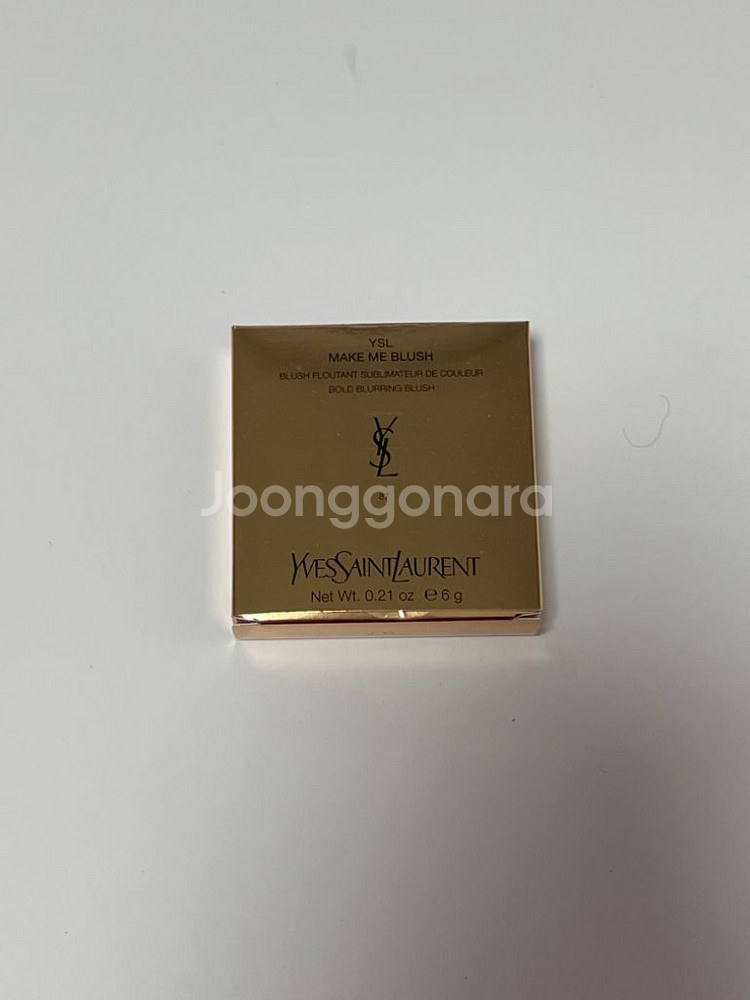 YSL
MAKE ME BLUSH
BLUSH FLOUTANT SUBLIMATEUR DE COULEUR
BOLD BLURRING BLUSH
YSL
Joonggonara
YVESSAINTLAURENT
Net Wt. 0.21 oz ℮ 6 g